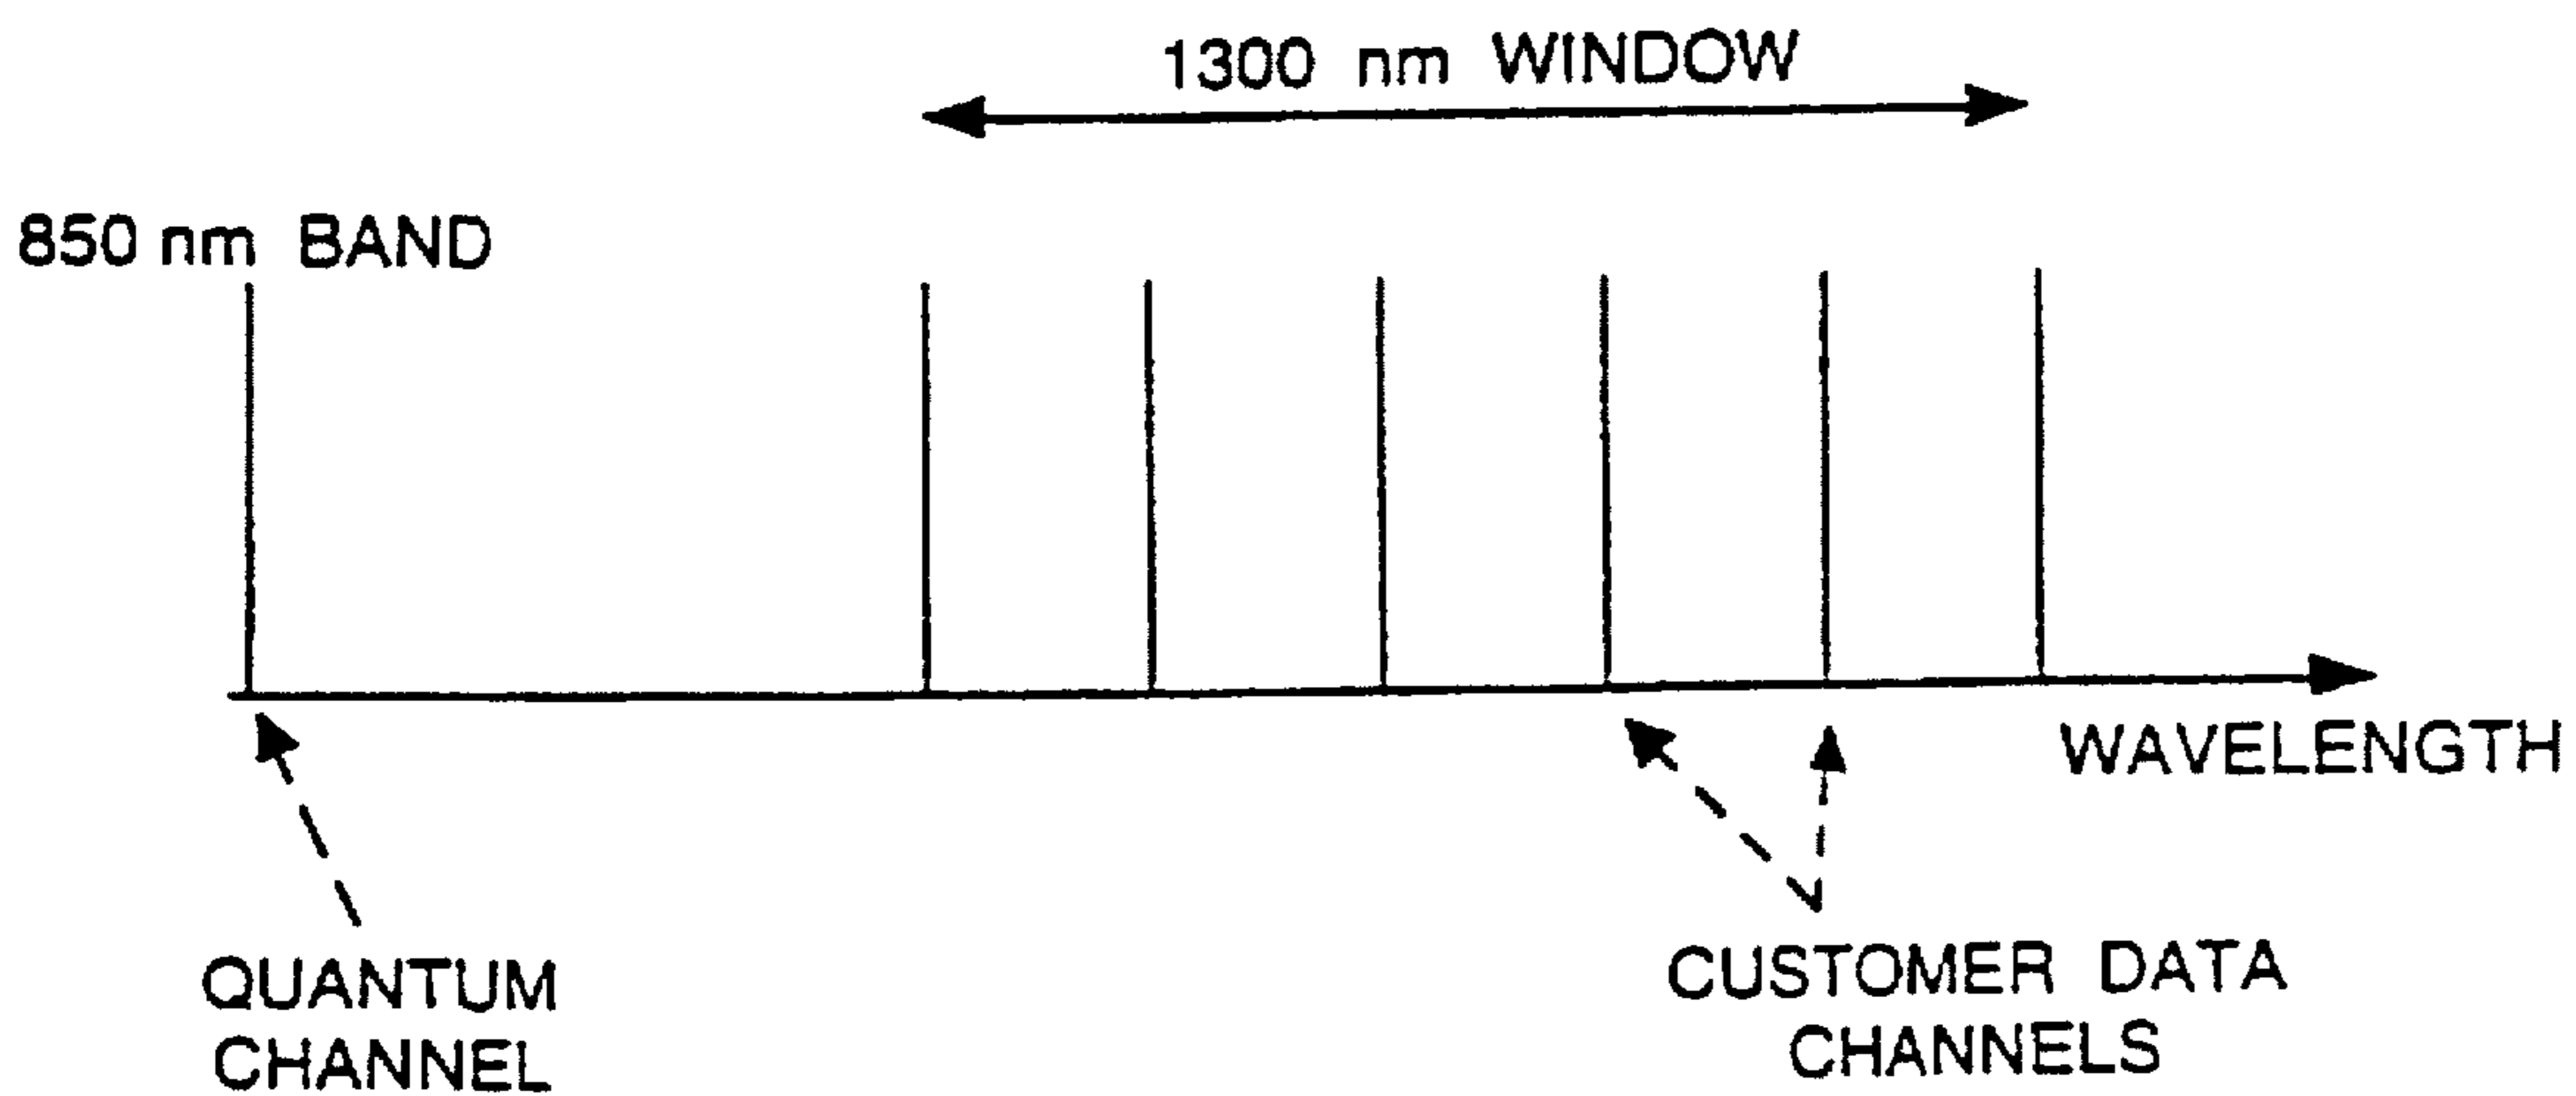 1300 nm WINDOW
850 nm BAND
WAVELENGTH
QUANTUM
CHANNEL
CUSTOMER DATA
CHANNELS